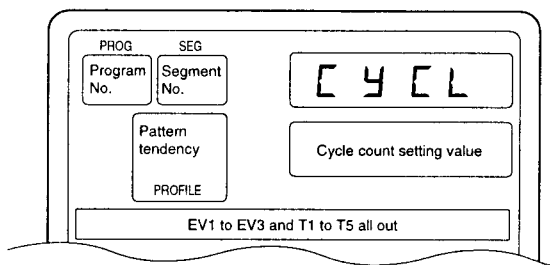 PROG SEG
Program No.
Segment No.
CYCL
Pattern tendency
PROFILE
Cycle count setting value
EV1 to EV3 and T1 to T5 all out